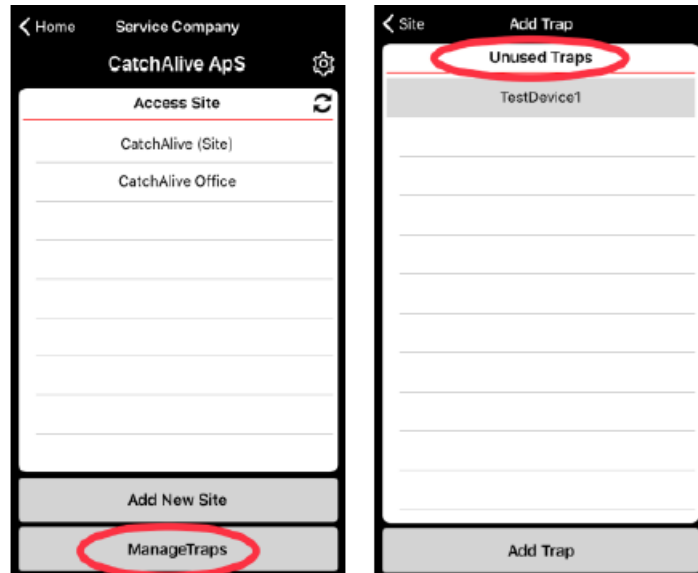 Home Service Company
CatchAlive ApS
Access Site
CatchAlive (Site)
CatchAlive Office
Add New Site
ManageTraps
Site Add Trap
Unused Traps
TestDevice1
Add Trap